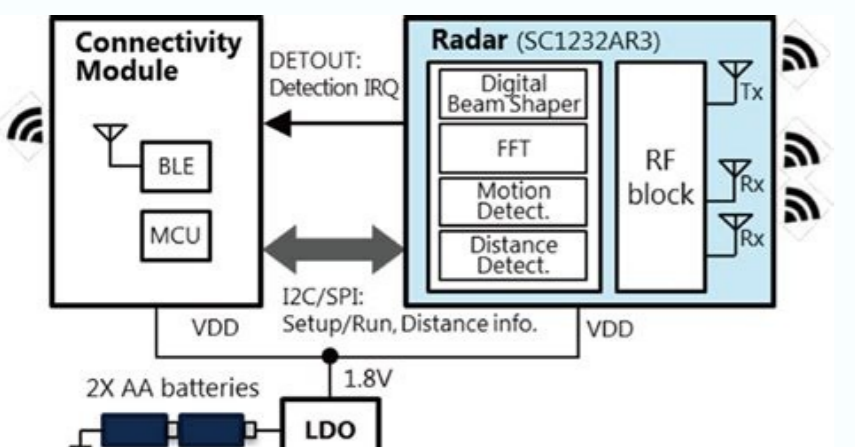 Connectivity
Module
BLE
MCU
DETOUT:
Detection IRQ
I2C/SPI:
Setup/Run, Distance info.
Radar (SC1232AR3)
Digital
Beam Shaper
FFT
Motion
Detect.
Distance
Detect.
RF
block
Tx
Rx
Rx
VDD
VDD
1.8V
2X AA batteries
LDO